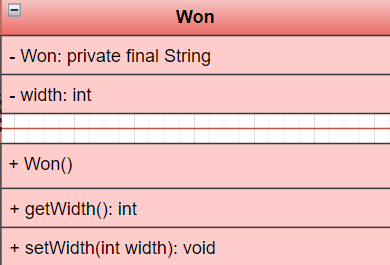 Won
- Won: private final String
- width: int
+ Won()
+ getWidth(): int
+ setWidth(int width): void